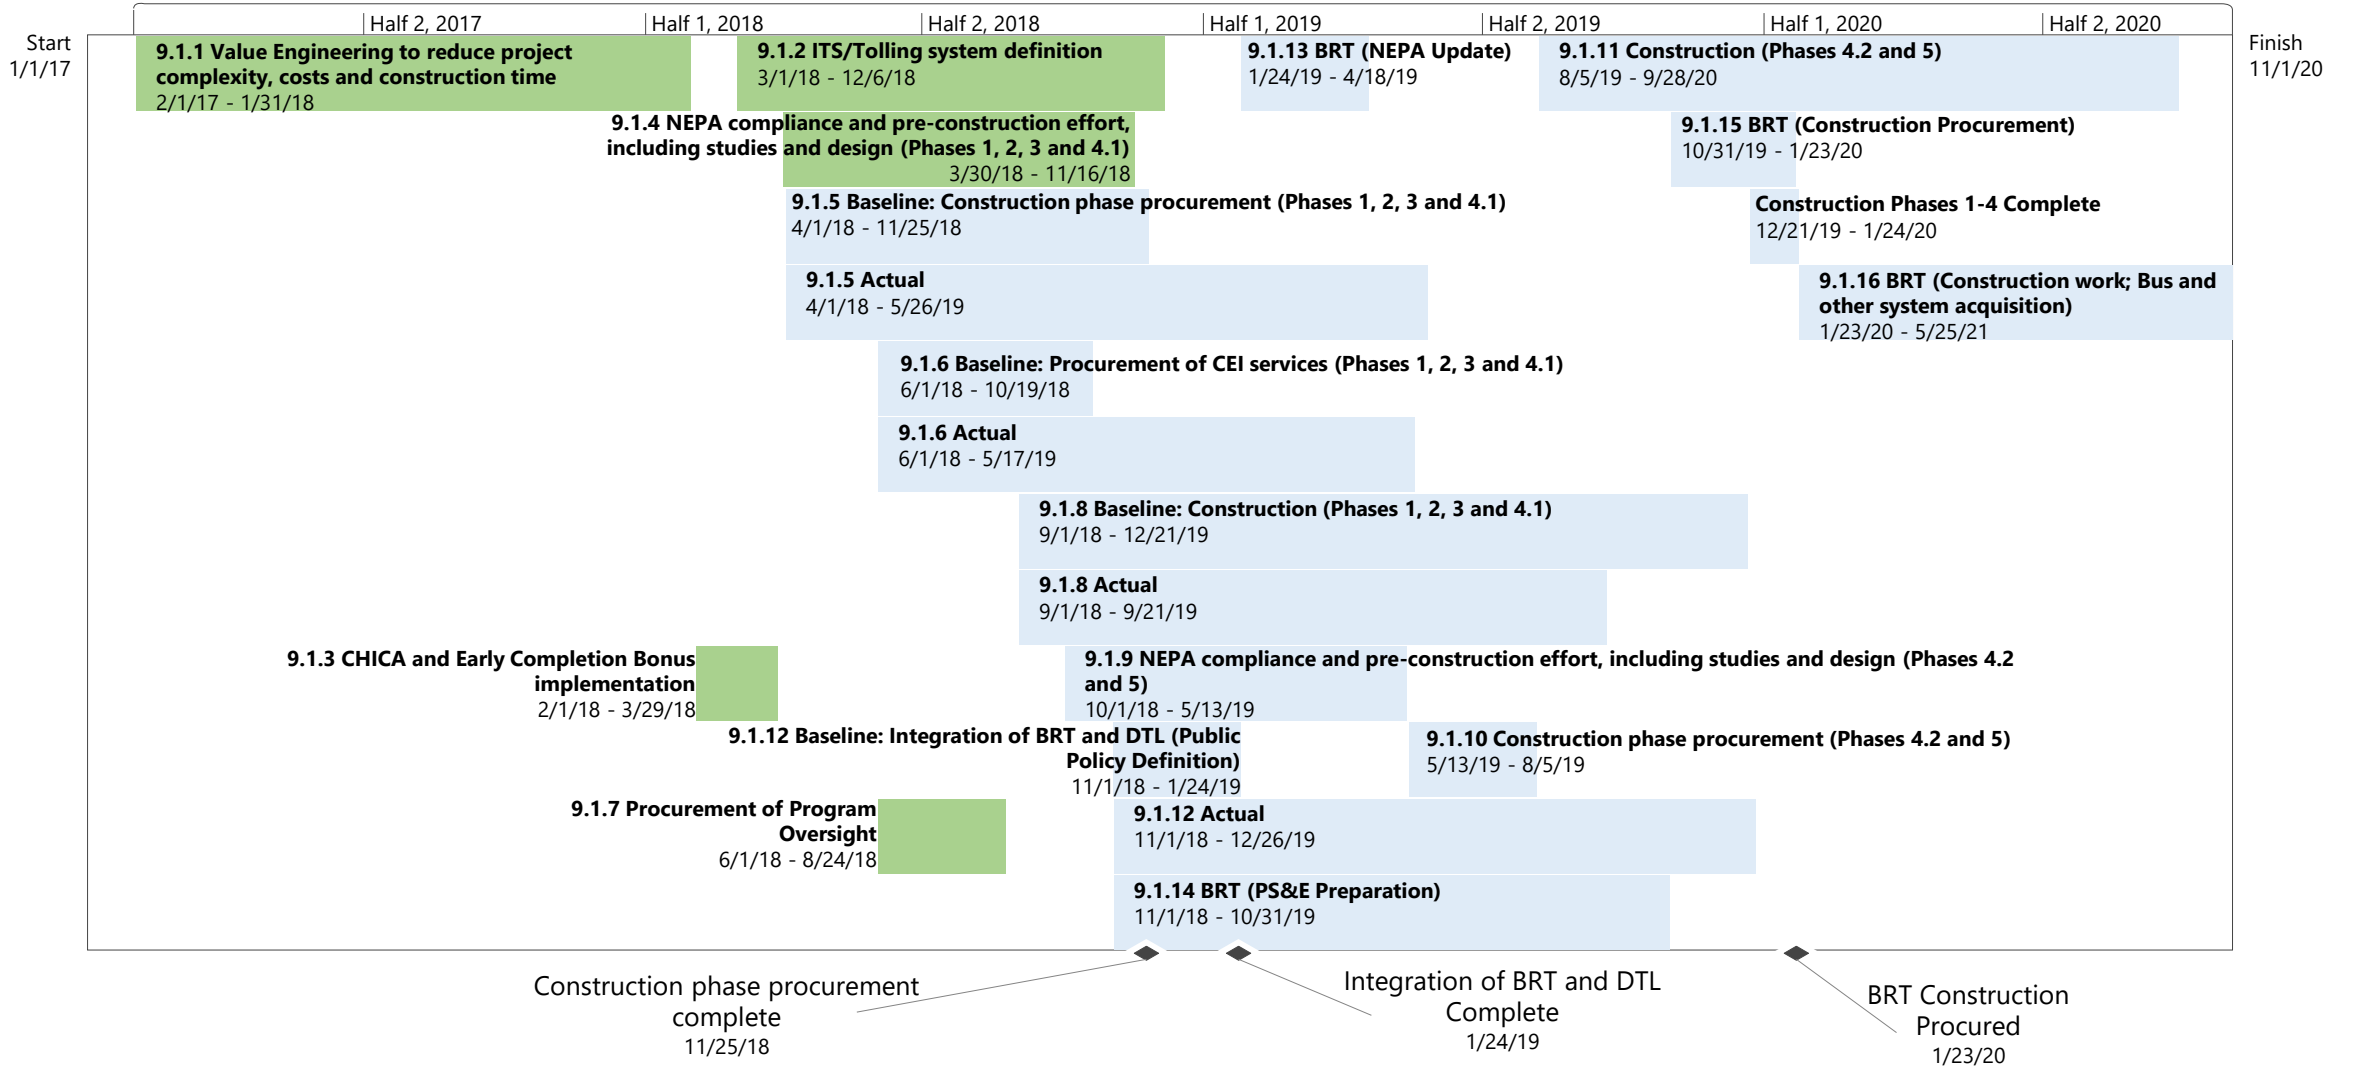 Half 2, 2017
Half 1, 2018
Half 2, 2018
Half 1, 2019
Half 2, 2019
Half 1, 2020
Half 2, 2020
Start
1/1/17
Finish
11/1/20
9.1.1 Value Engineering to reduce project
complexity, costs and construction time
2/1/17 - 1/31/18
9.1.2 ITS/Tolling system definition
3/1/18 - 12/6/18
9.1.13 BRT (NEPA Update)
1/24/19 - 4/18/19
9.1.11 Construction (Phases 4.2 and 5)
8/5/19 - 9/28/20
9.1.4 NEPA compliance and pre-construction effort,
including studies and design (Phases 1, 2, 3 and 4.1)
3/30/18 - 11/16/18
9.1.15 BRT (Construction Procurement)
10/31/19 - 1/23/20
9.1.5 Baseline: Construction phase procurement (Phases 1, 2, 3 and 4.1)
4/1/18 - 11/25/18
Construction Phases 1-4 Complete
12/21/19 - 1/24/20
9.1.5 Actual
4/1/18 - 5/26/19
9.1.16 BRT (Construction work; Bus and
other system acquisition)
1/23/20 - 5/25/21
9.1.6 Baseline: Procurement of CEI services (Phases 1, 2, 3 and 4.1)
6/1/18 - 10/19/18
9.1.6 Actual
6/1/18 - 5/17/19
9.1.8 Baseline: Construction (Phases 1, 2, 3 and 4.1)
9/1/18 - 12/21/19
9.1.8 Actual
9/1/18 - 9/21/19
9.1.3 CHICA and Early Completion Bonus
implementation
2/1/18 - 3/29/18
9.1.9 NEPA compliance and pre-construction effort, including studies and design (Phases 4.2
and 5)
10/1/18 - 5/13/19
9.1.12 Baseline: Integration of BRT and DTL (Public
Policy Definition)
11/1/18 - 1/24/19
9.1.10 Construction phase procurement (Phases 4.2 and 5)
5/13/19 - 8/5/19
9.1.7 Procurement of Program
Oversight
6/1/18 - 8/24/18
9.1.12 Actual
11/1/18 - 12/26/19
9.1.14 BRT (PS&E Preparation)
11/1/18 - 10/31/19
Construction phase procurement
complete
11/25/18
Integration of BRT and DTL
Complete
1/24/19
BRT Construction
Procured
1/23/20